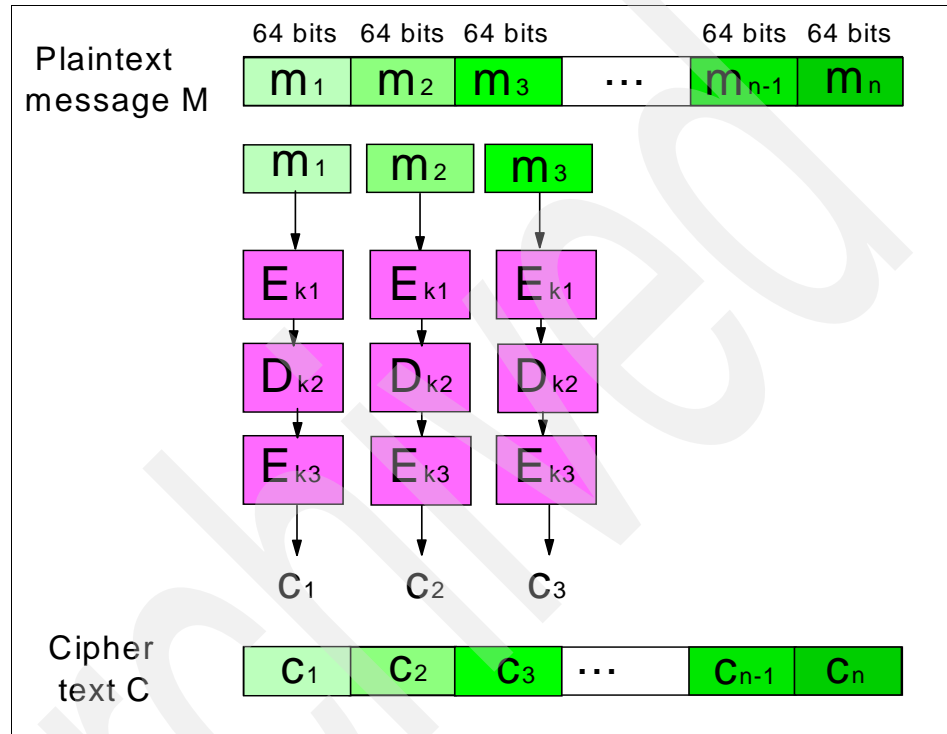 64 bits 64 bits 64 bits 64 bits 64 bits
Plaintext
message M
m1 m2 m3 ... mn-1 mn
m1 m2 m3
Ek1 Ek1 Ek1
Dk2 Dk2 Dk2
Ek3 Ek3 Ek3
c1 c2 c3
Cipher
text C
c1 c2 c3 ... cn-1 cn